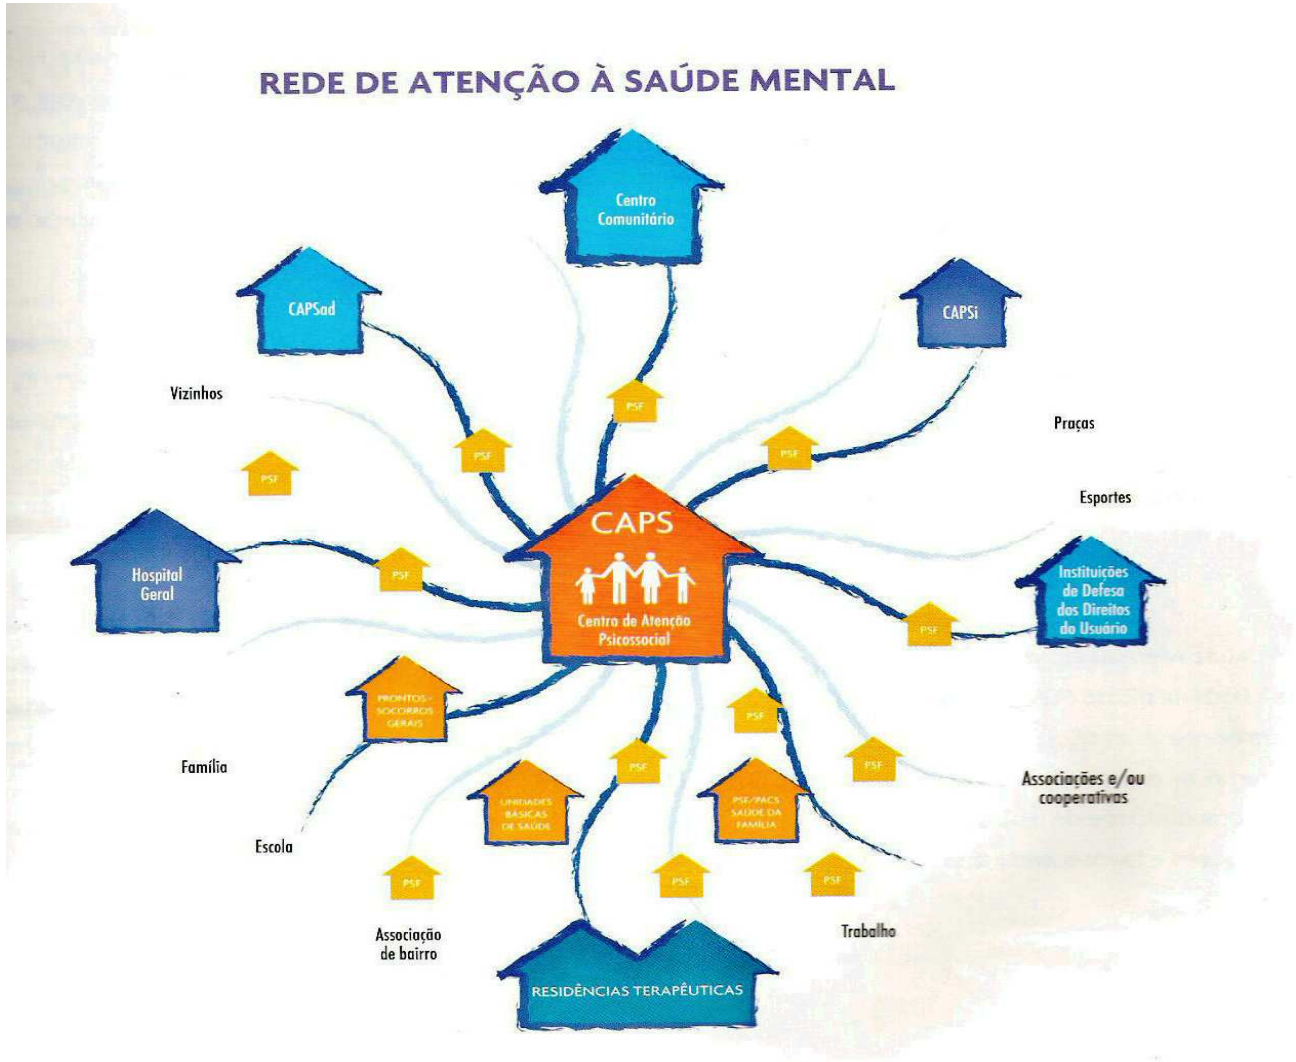 REDE DE ATENÇÃO À SAÚDE MENTAL
Centro
Comunitário
CAPSad
CAPSi
Vizinhos
PSF
Praças
PSF
PSF
PSF
Esportes
CAPS
Hospital
Geral
PSF
Instituições
de Defesa
dos Direitos
do Usuário
Centro de Atenção
Psicossocial
PSF
PRONTOS-
SOCORROS
GERAIS
PSF
Família
PSF
PSF
Associações e/ou
cooperativas
UNIDADES
BÁSICAS
DE SAÚDE
PSF/PACS
SAÚDE DA
FAMÍLIA
Escola
PSF
PSF
PSF
Associação
de bairro
Trabalho
RESIDÊNCIAS TERAPÊUTICAS